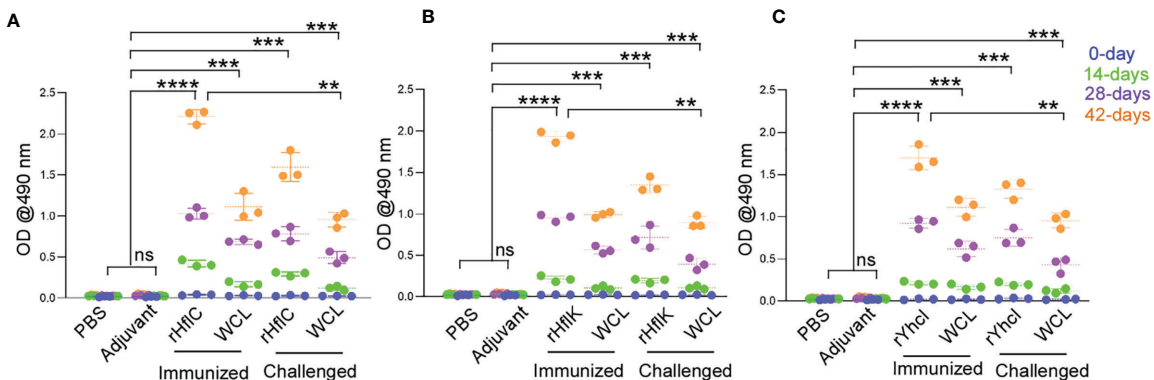 A
OD @490 nm
2.5
2.0
1.5
1.0
0.5
0.0
***
***
***
****
**
ns
PBS
Adjuvant
rHflC
WCL
rHflC
WCL
Immunized
Challenged
B
OD @490 nm
2.5
2.0
1.5
1.0
0.5
0.0
***
***
***
****
**
ns
PBS
Adjuvant
rHflK
WCL
rHflK
WCL
Immunized
Challenged
C
OD @490 nm
2.5
2.0
1.5
1.0
0.5
0.0
***
***
***
****
**
ns
PBS
Adjuvant
rYhcI
WCL
rYhcI
WCL
Immunized
Challenged
0-day
14-days
28-days
42-days